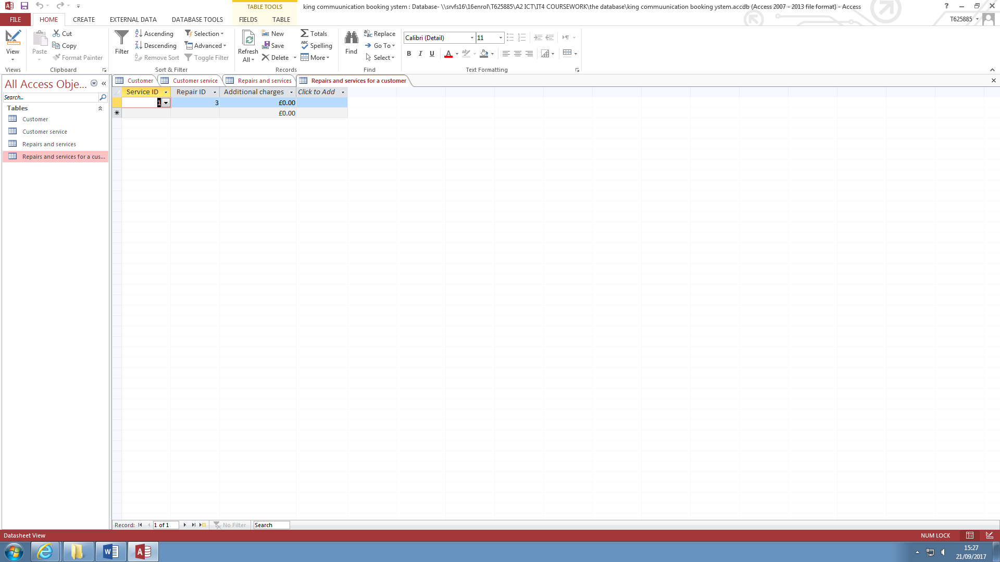 TABLE TOOLS
king commuunication booking ystem : Database- \\srvfs16\16enrol\T625885\A2 ICT\IT4 COURSEWORK\the database\king commuunication booking ystem.accdb (Access 2007 - 2013 file format) - Access
FILE HOME CREATE EXTERNAL DATA DATABASE TOOLS FIELDS TABLE T625885
View
Views
Paste
Cut
Copy
Format Painter
Clipboard
Filter
Ascending
Descending
Remove Sort
Selection
Advanced
Toggle Filter
Sort & Filter
Refresh
All
New
Save
Delete
Totals
Spelling
More
Records
Find
Replace
Go To
Select
Find
Calibri (Detail) 11
B I U A
Text Formatting
All Access Obje...
Search...
Tables
Customer
Customer service
Repairs and services
Repairs and services for a cus...
Customer Customer service Repairs and services Repairs and services for a customer
Service ID Repair ID Additional charges Click to Add
1 3 £0.00
£0.00
Record: 1 of 1 No Filter Search
Datasheet View NUM LOCK
15:27
21/09/2017